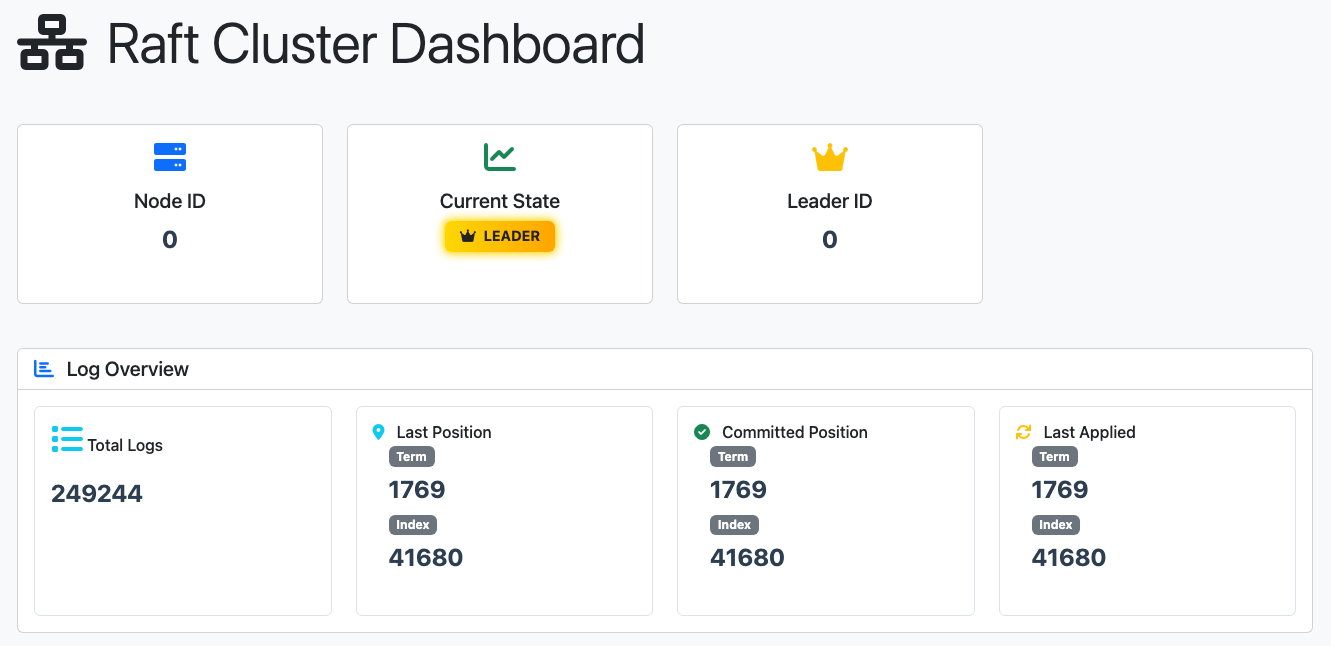 Raft Cluster Dashboard
Node ID
0
Current State
LEADER
Leader ID
0
Log Overview
Total Logs
249244
Last Position
Term
1769
Index
41680
Committed Position
Term
1769
Index
41680
Last Applied
Term
1769
Index
41680